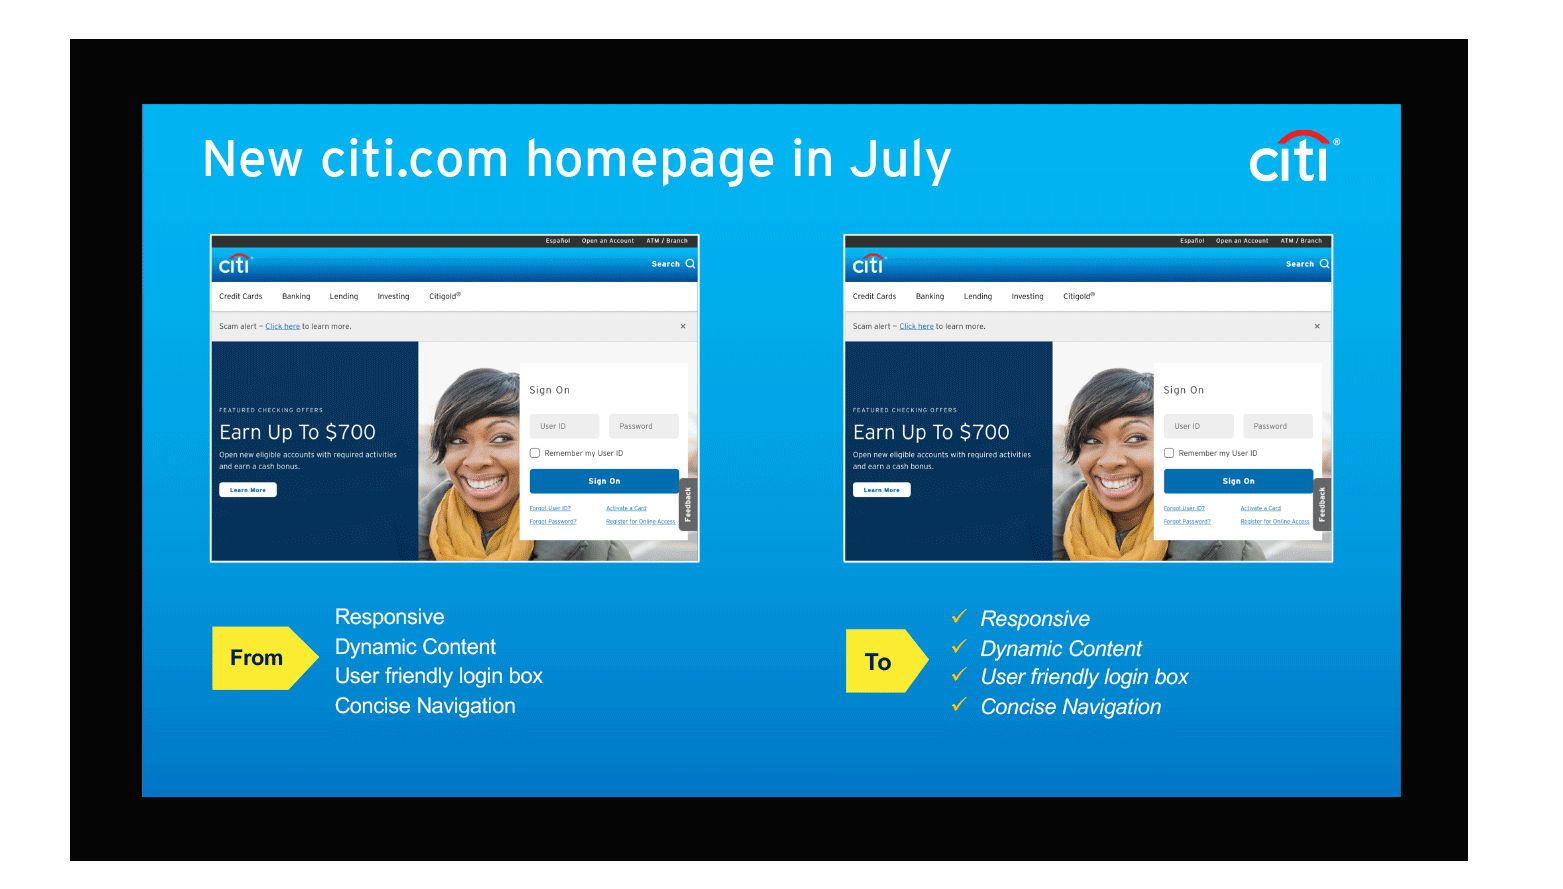 New citi.com homepage in July
citi®
Español Open an Account ATM / Branch
citi®
Search
Credit Cards Banking Lending Investing Citigold®
Scam alert – Click here to learn more. ×
FEATURED CHECKING OFFERS
Earn Up To $700
Open new eligible accounts with required activities
and earn a cash bonus.
Learn More
Sign On
User ID Password
Remember my User ID
Sign On
Forgot User ID? Activate a Card
Forgot Password? Register for Online Access
Feedback
Español Open an Account ATM / Branch
citi®
Search
Credit Cards Banking Lending Investing Citigold®
Scam alert – Click here to learn more. ×
FEATURED CHECKING OFFERS
Earn Up To $700
Open new eligible accounts with required activities
and earn a cash bonus.
Learn More
Sign On
User ID Password
Remember my User ID
Sign On
Forgot User ID? Activate a Card
Forgot Password? Register for Online Access
Feedback
From
Responsive
Dynamic Content
User friendly login box
Concise Navigation
To
✓ Responsive
✓ Dynamic Content
✓ User friendly login box
✓ Concise Navigation